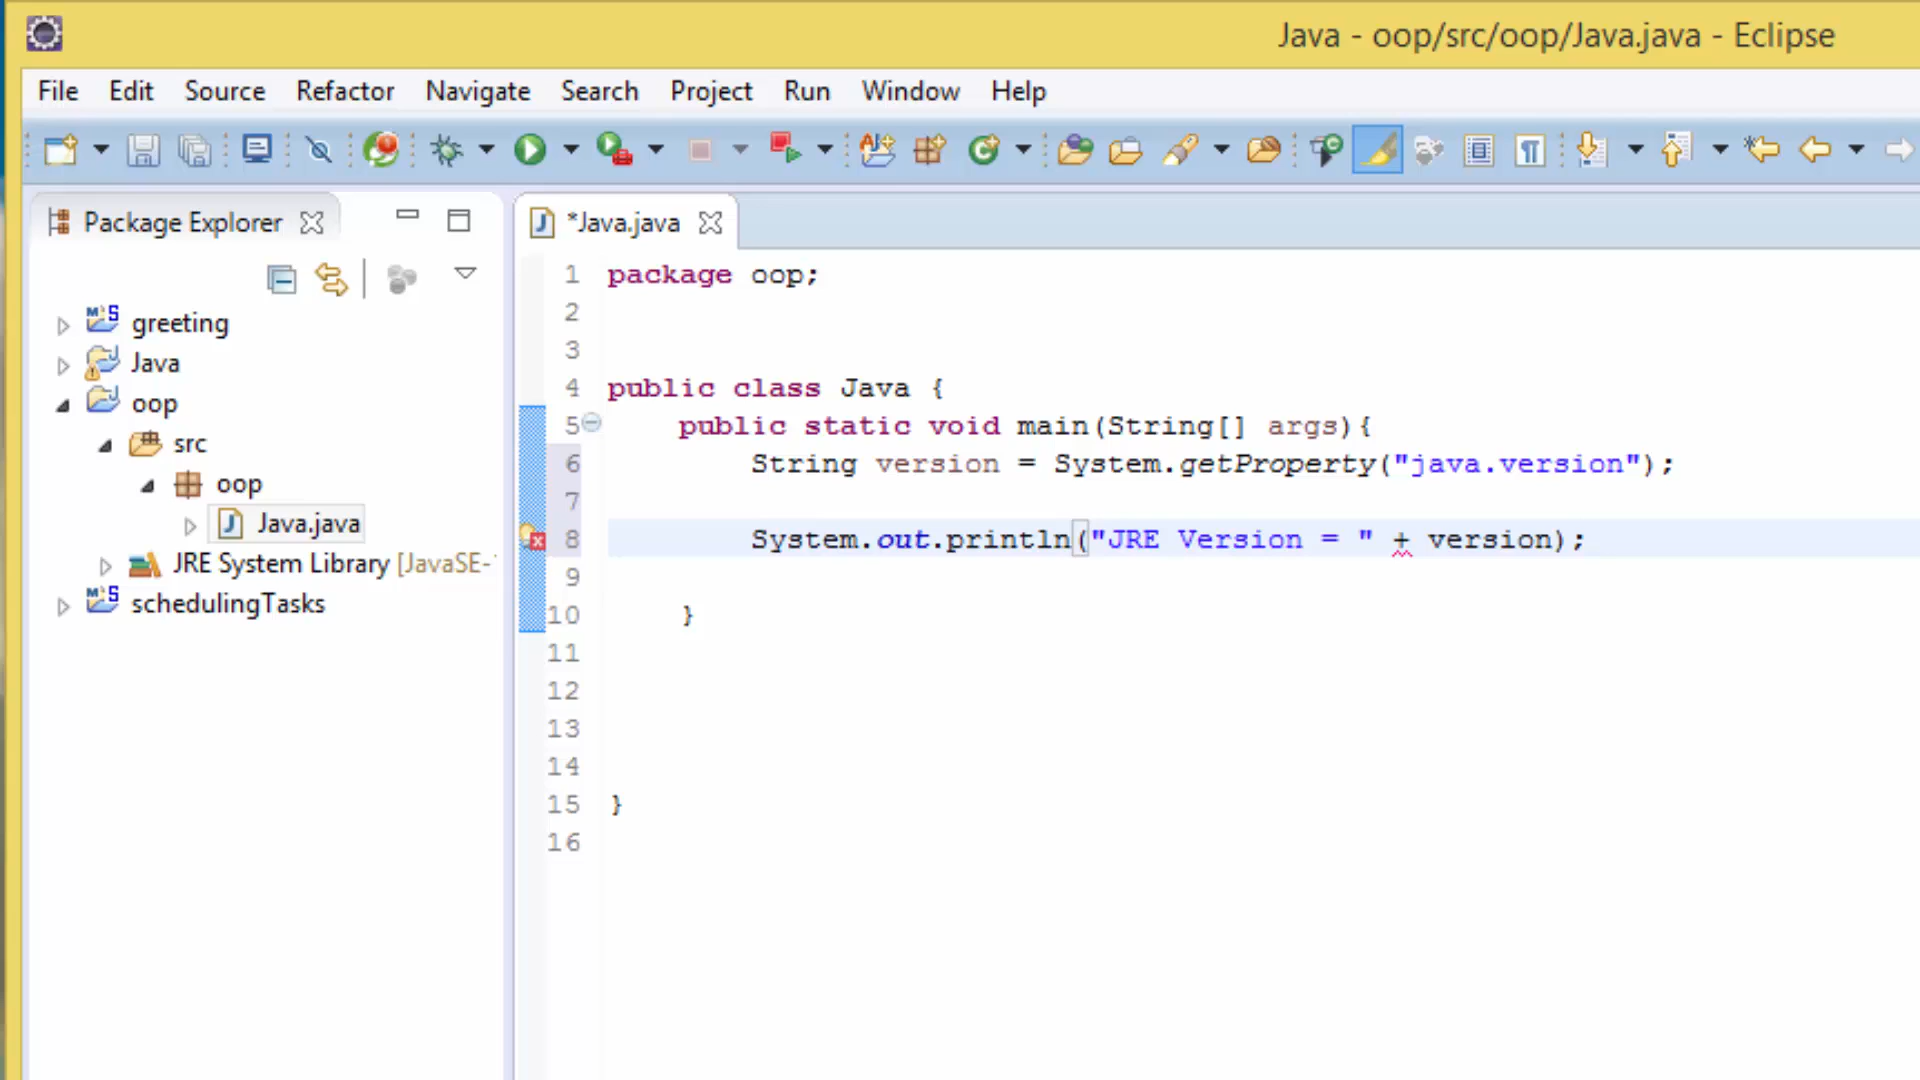 Java - oop/src/oop/Java.java - Eclipse
File Edit Source Refactor Navigate Search Project Run Window Help
Package Explorer
greeting
Java
oop
src
oop
Java.java
JRE System Library [JavaSE-
schedulingTasks
*Java.java
1 package oop;
2
3
4 public class Java {
5 public static void main(String[] args){
6 String version = System.getProperty("java.version");
7
8 System.out.println("JRE Version = " + version);
9
10 }
11
12
13
14
15 }
16